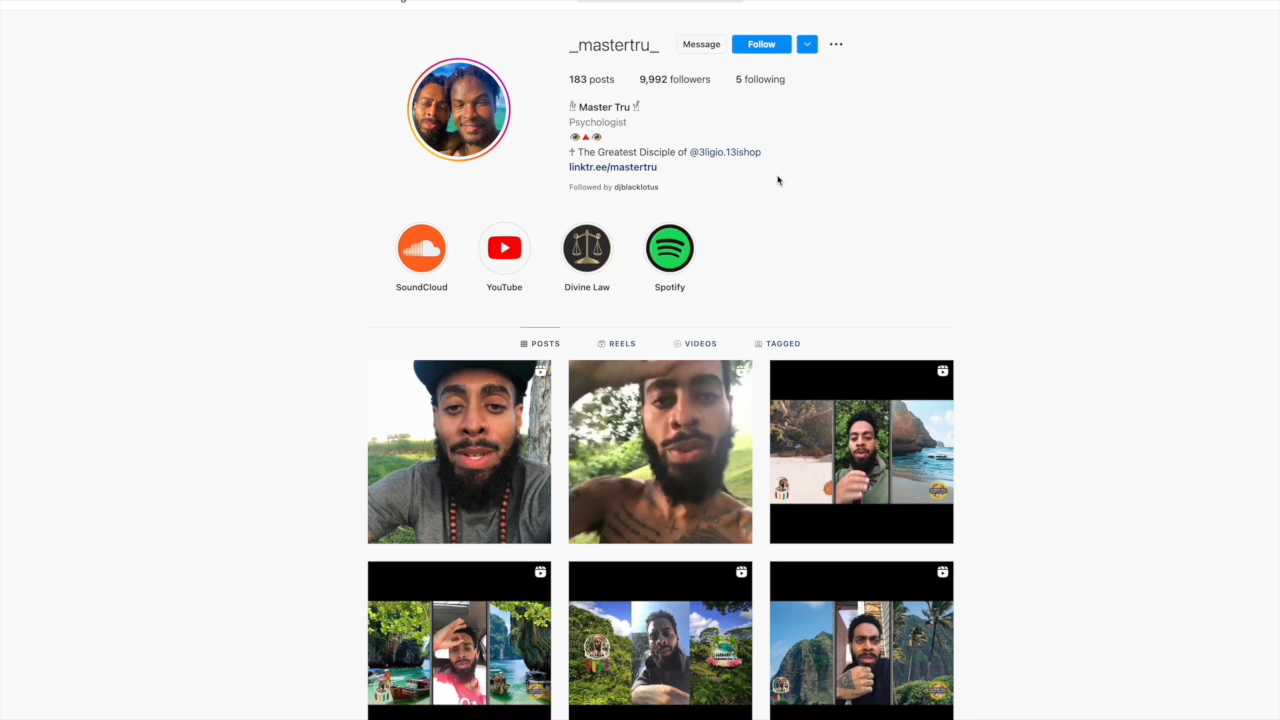 _mastertru_ Message Follow
183 posts 9,992 followers 5 following
Master Tru
Psychologist
† The Greatest Disciple of @3ligio.13ishop
linktr.ee/mastertru
Followed by djblacklotus
SoundCloud YouTube Divine Law Spotify
POSTS REELS VIDEOS TAGGED